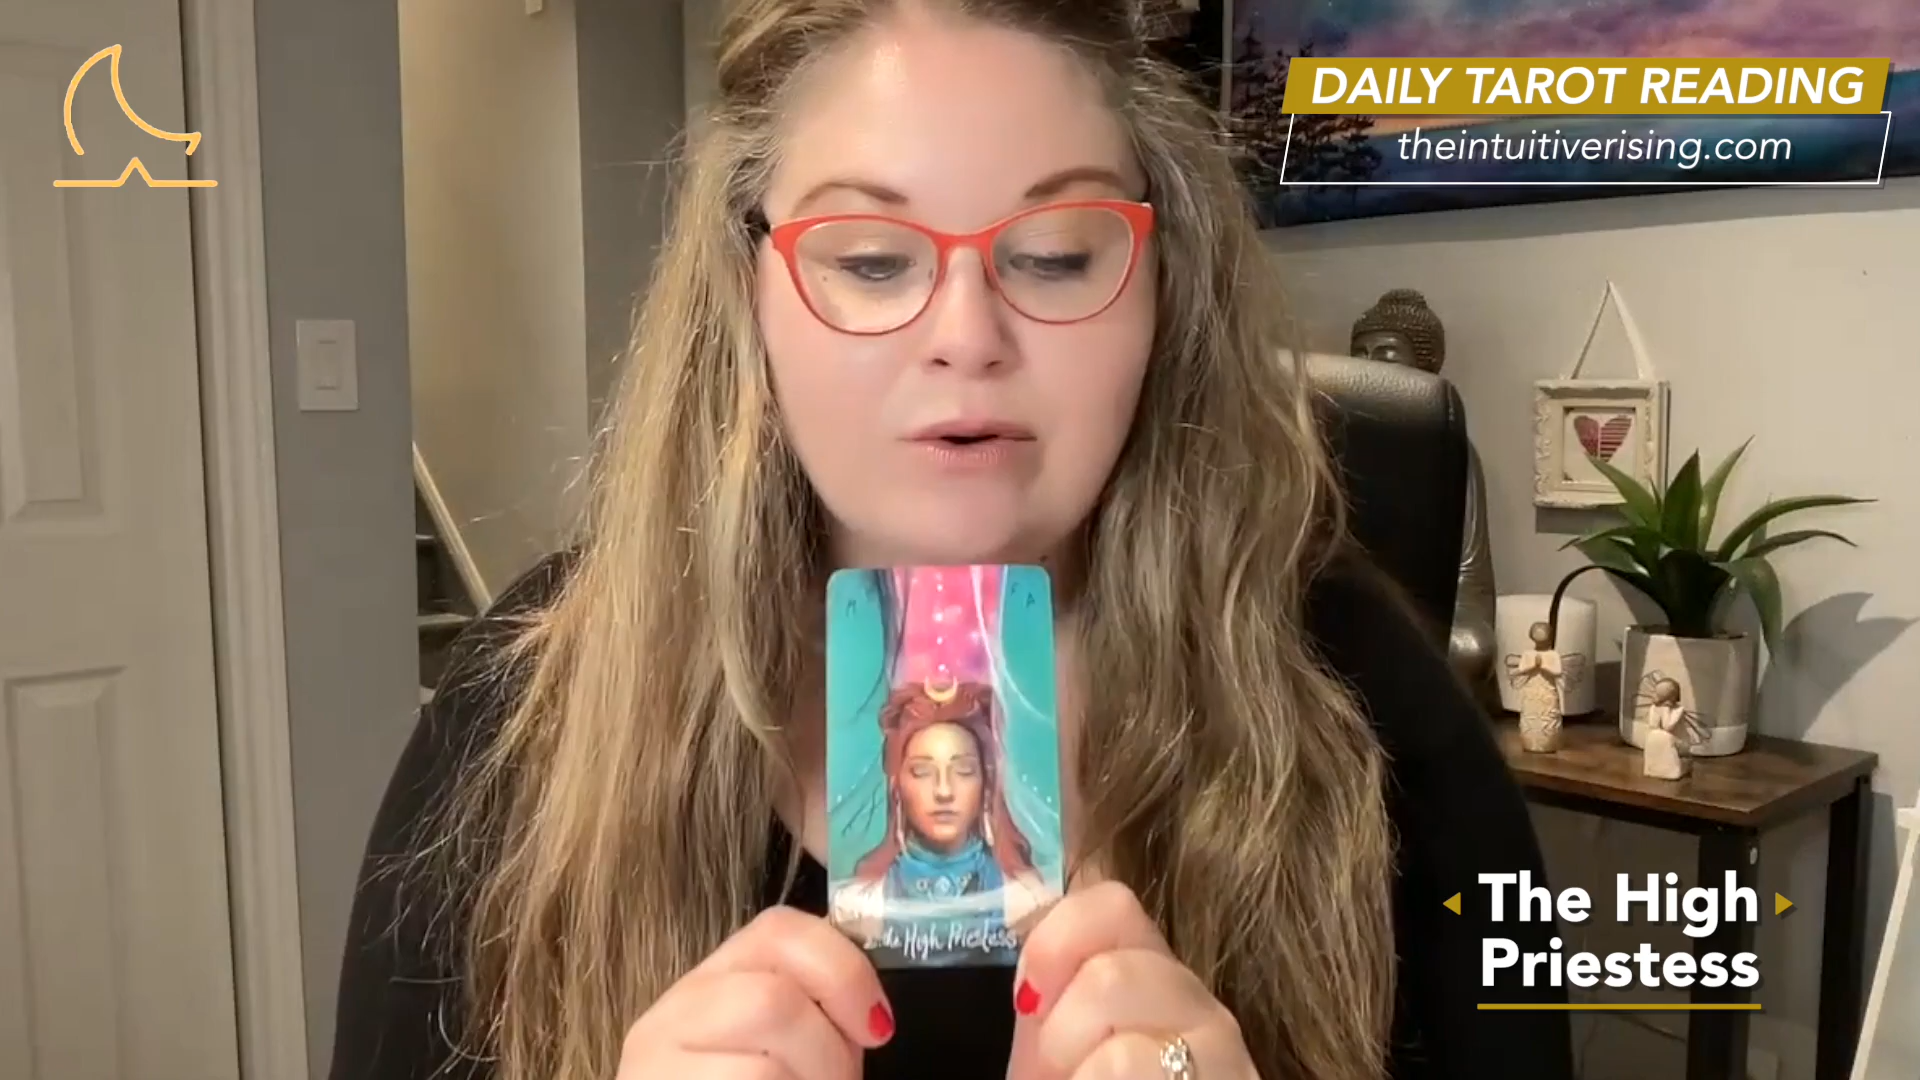 DAILY TAROT READING
theintuitiverising.com
the High Priestess
The High
Priestess